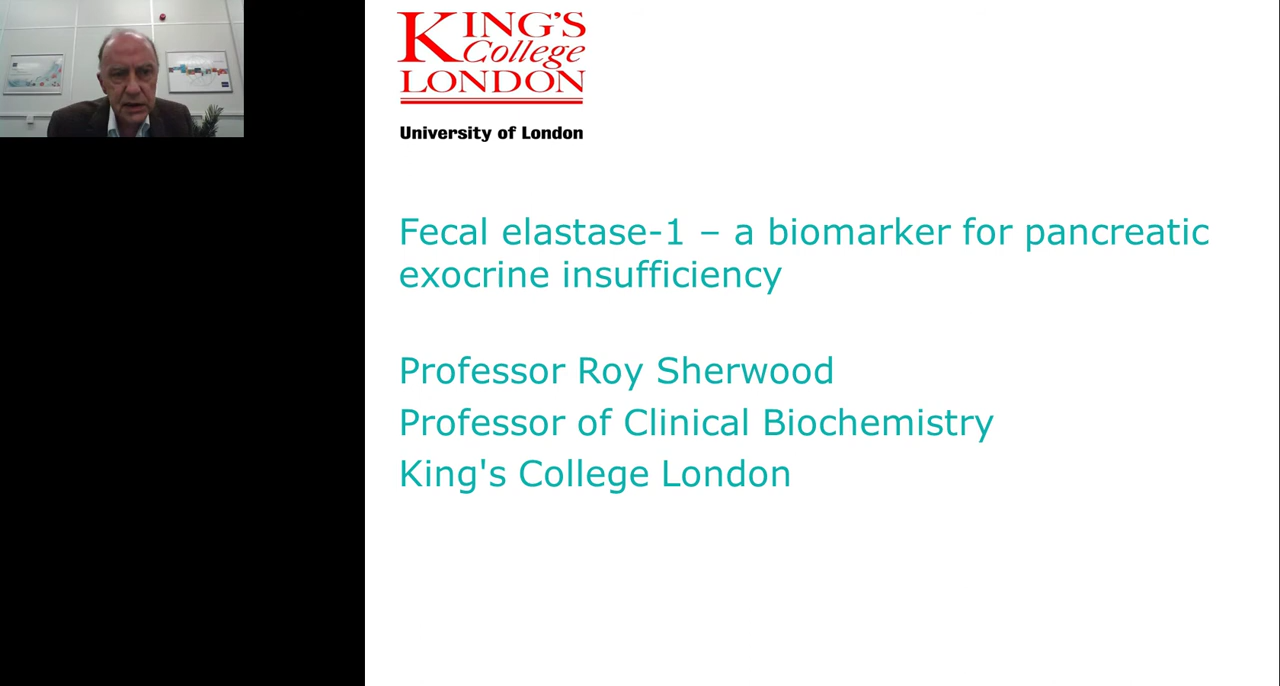 KING'S
College
LONDON
University of London
Fecal elastase-1 – a biomarker for pancreatic
exocrine insufficiency
Professor Roy Sherwood
Professor of Clinical Biochemistry
King's College London